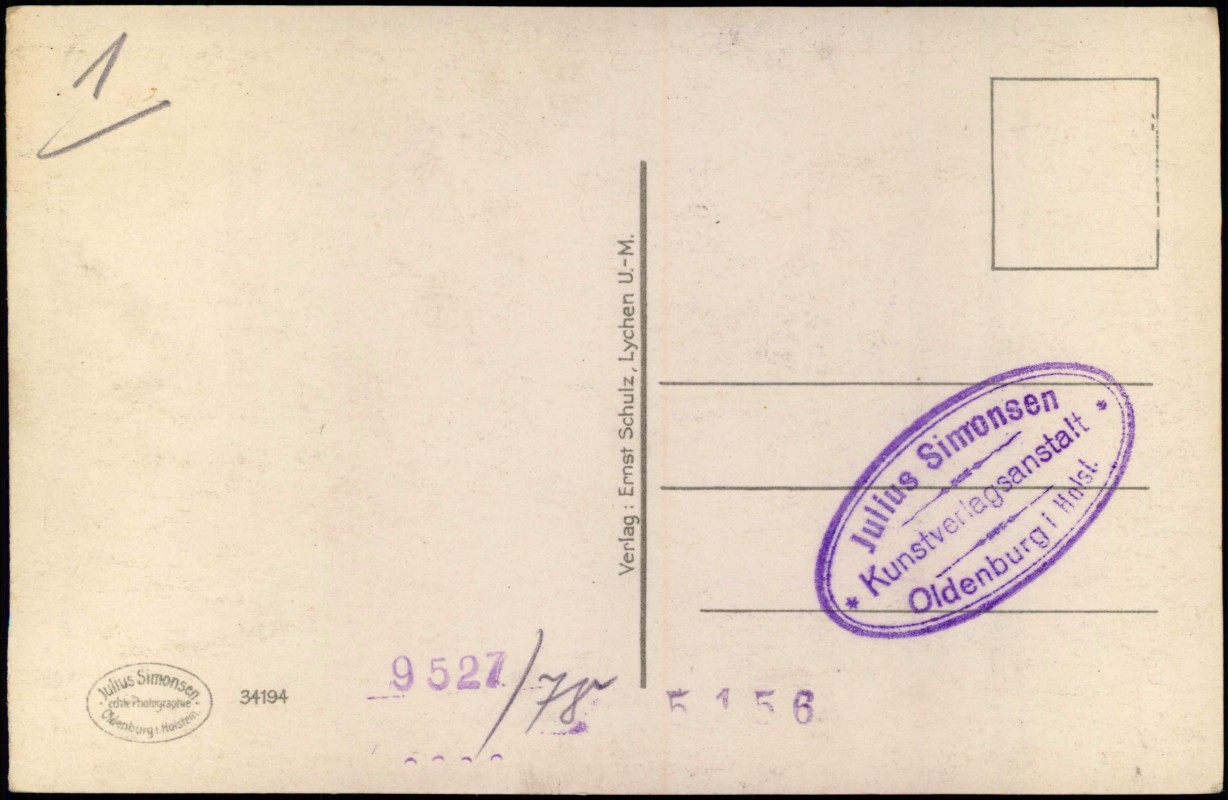 1
Verlag: Ernst Schulz, Lychen U.-M.
Julius Simonsen
* Kunstverlagsanstalt *
Oldenburg i Holst.
Julius Simonsen
echte Photographie
Oldenburg i. Holstein
34194
9527/78
5156